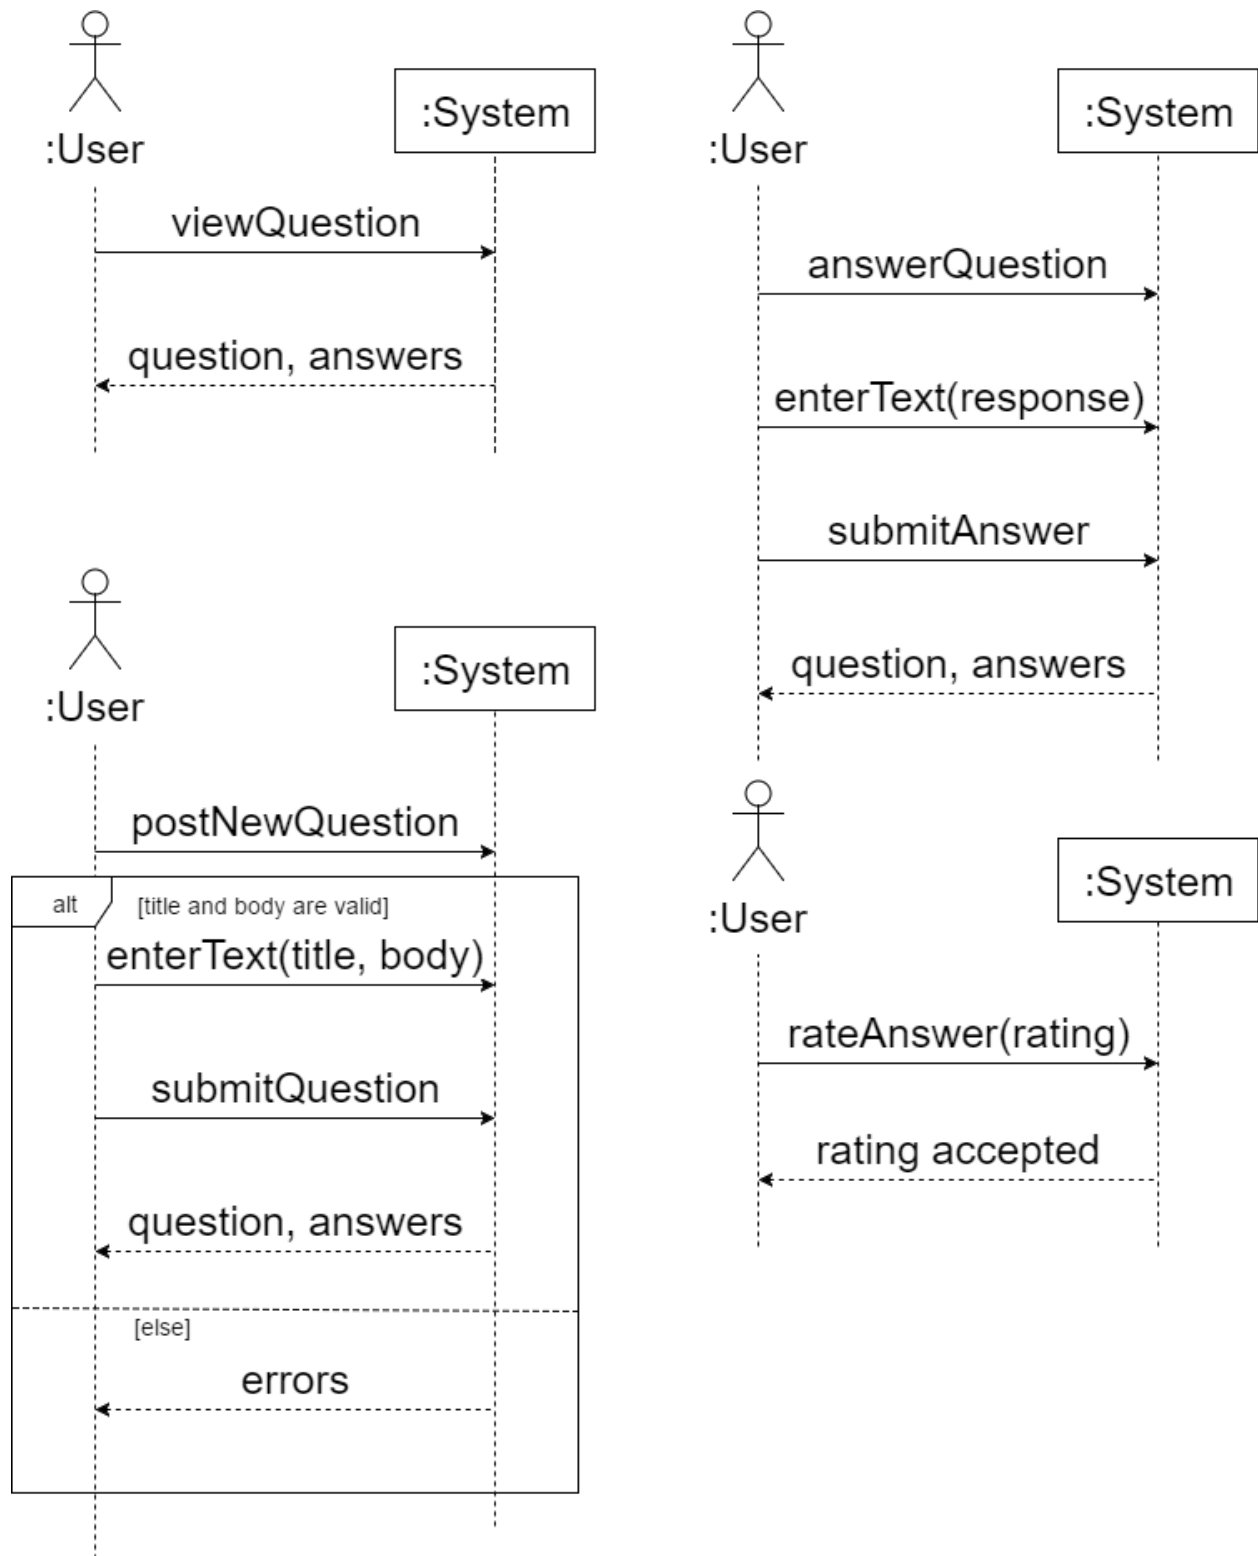 :User
:System
viewQuestion
question, answers
:User
:System
answerQuestion
enterText(response)
submitAnswer
question, answers
:User
:System
postNewQuestion
alt
[title and body are valid]
enterText(title, body)
submitQuestion
question, answers
[else]
errors
:User
:System
rateAnswer(rating)
rating accepted